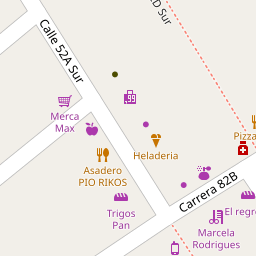 D Sur
Calle 52A Sur
Merca
Max
Pizza
Heladeria
Asadero
PIO RIKOS
Carrera 82B
Trigos
Pan
El regre
Marcela
Rodrigues